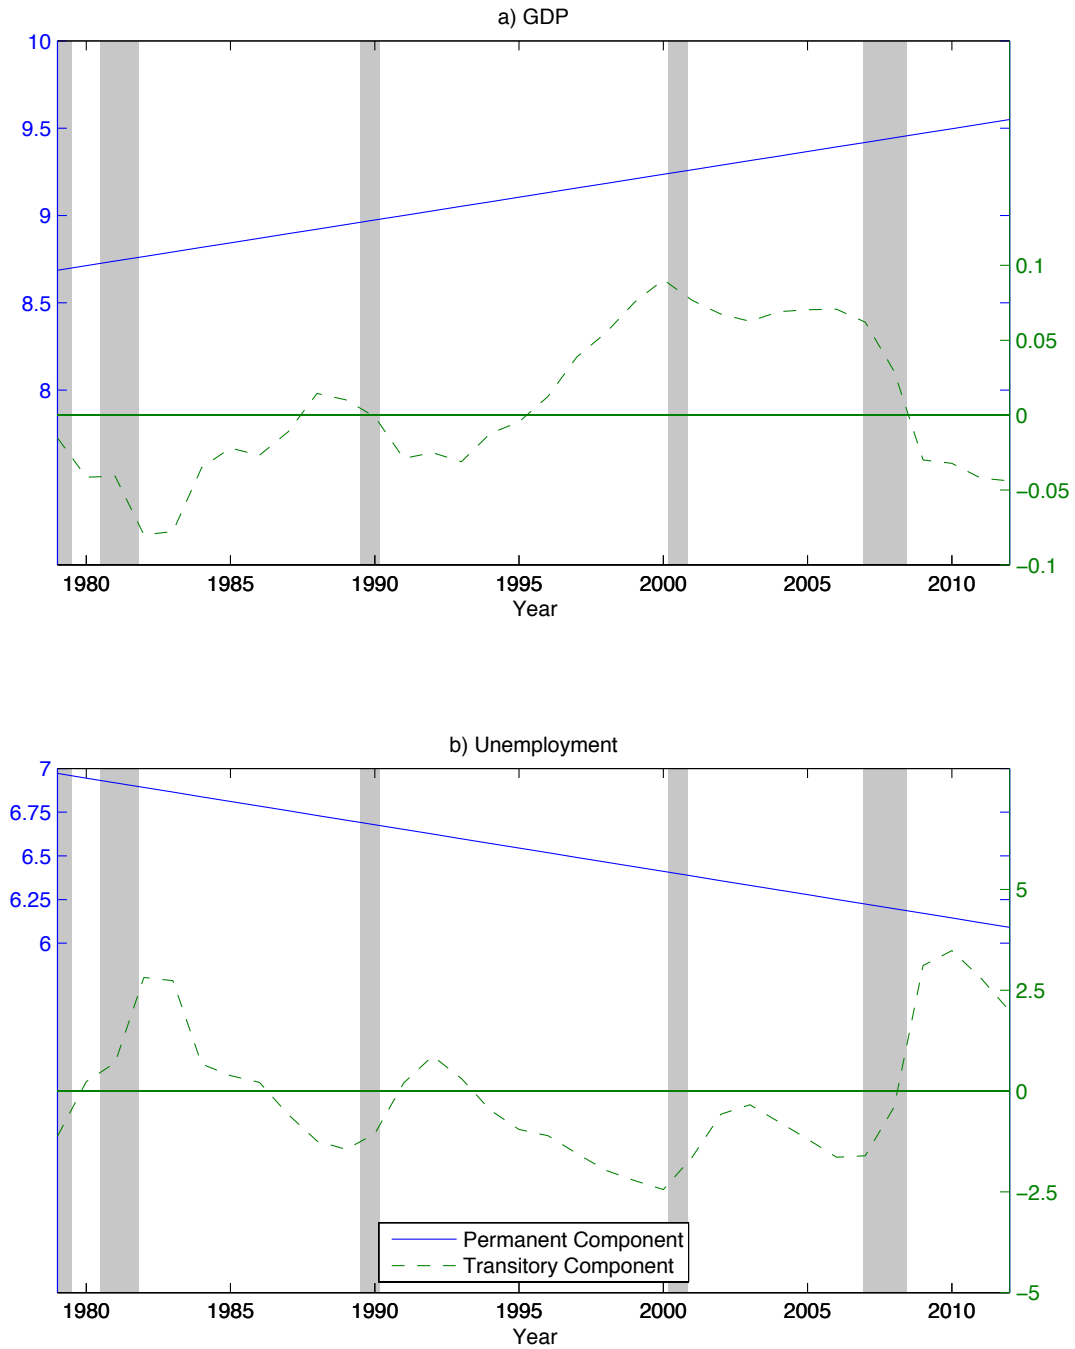 a) GDP
10
9.5
9
8.5
8
0.1
0.05
0
−0.05
−0.1
1980 1985 1990 1995 2000 2005 2010
Year
b) Unemployment
7
6.75
6.5
6.25
6
5
2.5
0
−2.5
−5
Permanent Component
Transitory Component
1980 1985 1990 1995 2000 2005 2010
Year